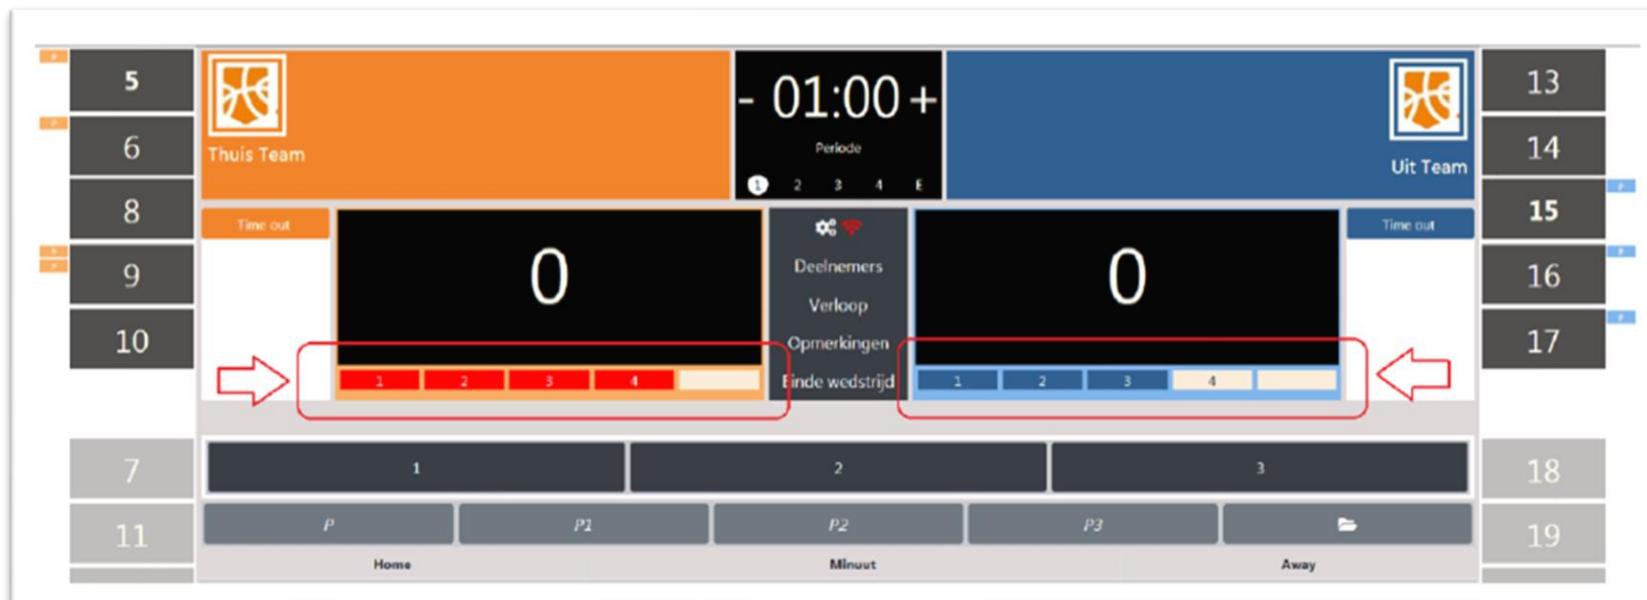 5
6
8
9
10
Thuis Team
- 01:00 +
Periode
1 2 3 4 E
Uit Team
13
14
15
16
17
Time out
0
1 2 3 4
Deelnemers
Verloop
Opmerkingen
Einde wedstrijd
0
1 2 3 4
Time out
7
11
1 2 3
P P1 P2 P3
Home Minuut Away
18
19